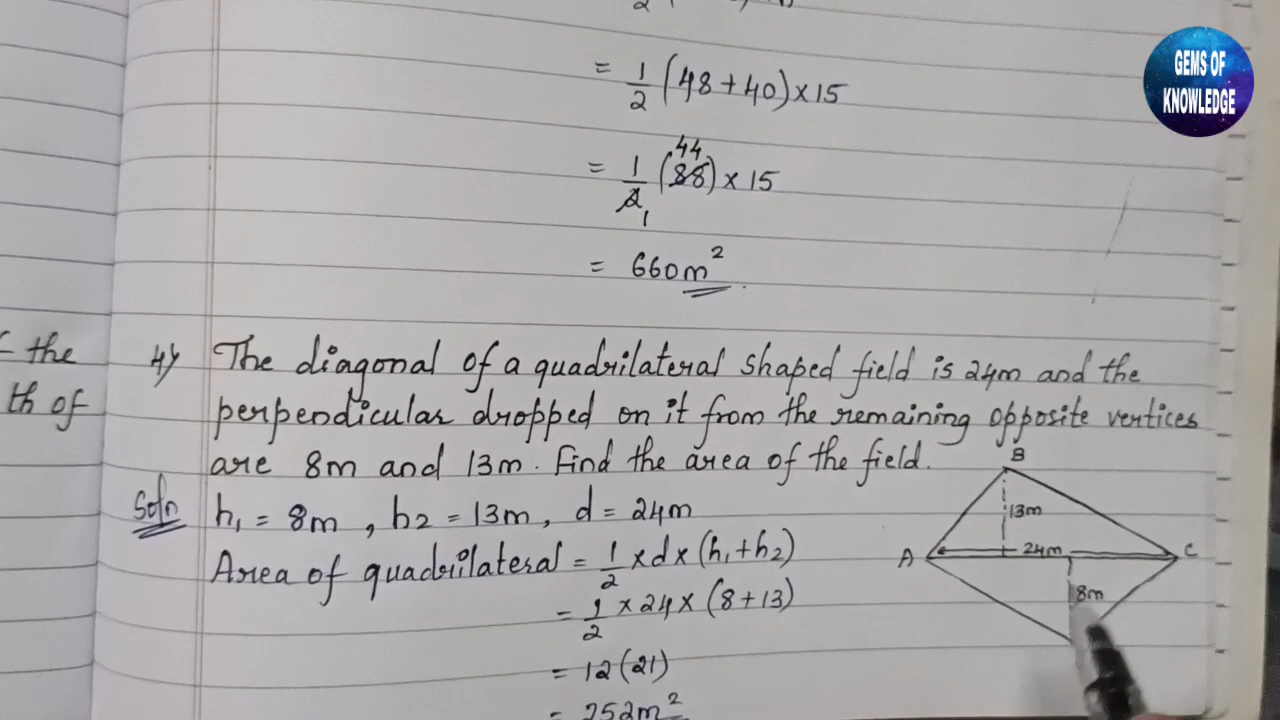 = 1/2 (48+40)×15
44
= 1/2 (88)×15
1
= 660m²
- the
th of
4) The diagonal of a quadrilateral shaped field is 24m and the
perpendicular dropped on it from the remaining opposite vertices
are 8m and 13m. Find the area of the field.
Soln h₁ = 8m, h2 = 13m, d = 24m
Area of quadrilateral = 1/2 ×d×(h₁+h₂)
= 1/2 ×24×(8+13)
= 12(21)
= 252m²
B
13m
A 24m C
8m
GEMS OF
KNOWLEDGE